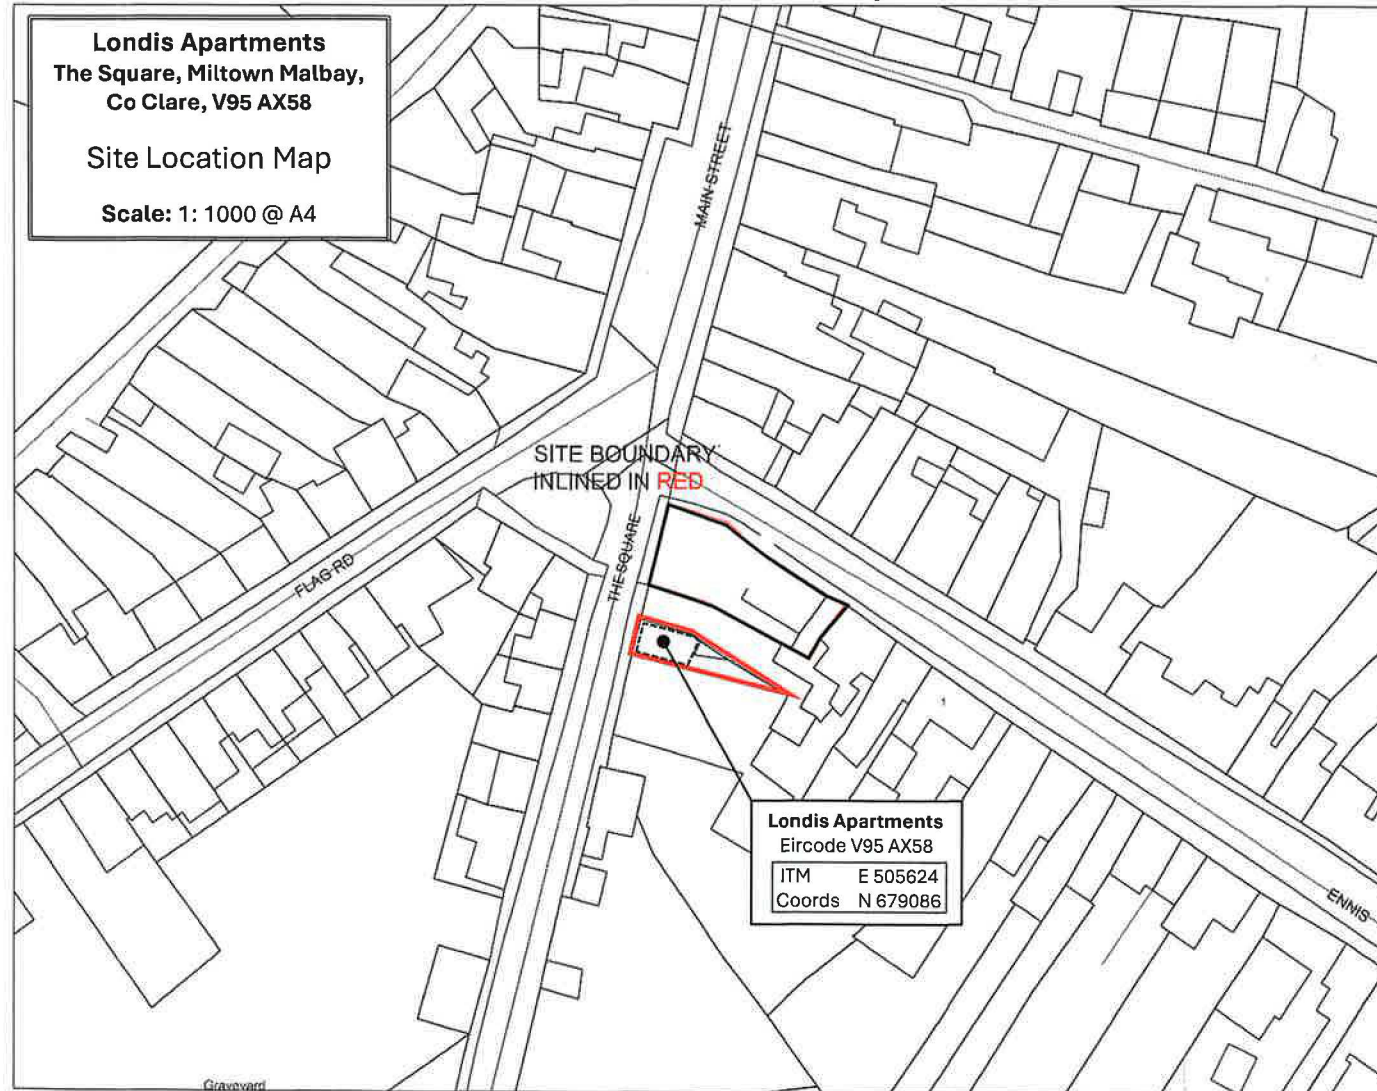 Londis Apartments
The Square, Miltown Malbay,
Co Clare, V95 AX58
Site Location Map
Scale: 1: 1000 @ A4
MAIN STREET
SITE BOUNDARY
INLINED IN RED
THE SQUARE
FLAG RD
1
Londis Apartments
Eircode V95 AX58
ITM E 505624
Coords N 679086
ENNIS
Graveyard